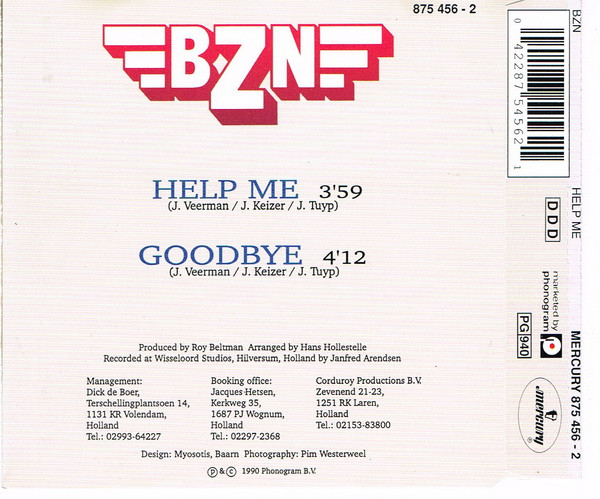 875 456 - 2
BZN
HELP ME 3'59
(J. Veerman / J. Keizer / J. Tuyp)
GOODBYE 4'12
(J. Veerman / J. Keizer / J. Tuyp)
Produced by Roy Beltman Arranged by Hans Hollestelle
Recorded at Wisseloord Studios, Hilversum, Holland by Janfred Arendsen
Management:
Dick de Boer,
Terschellingplantsoen 14,
1131 KR Volendam,
Holland
Tel.: 02993-64227
Booking office:
Jacques Hetsen,
Kerkweg 35,
1687 PJ Wognum,
Holland
Tel.: 02297-2368
Corduroy Productions B.V.
Zevenend 21-23,
1251 RK Laren,
Holland
Tel.: 02153-83800
Design: Myosotis, Baarn Photography: Pim Westerweel
℗ & © 1990 Phonogram B.V.
BZN
HELP ME
MERCURY 875 456 - 2
0 42287 54562 1
DDD
marketed by
phonogram
PG 940
mercury